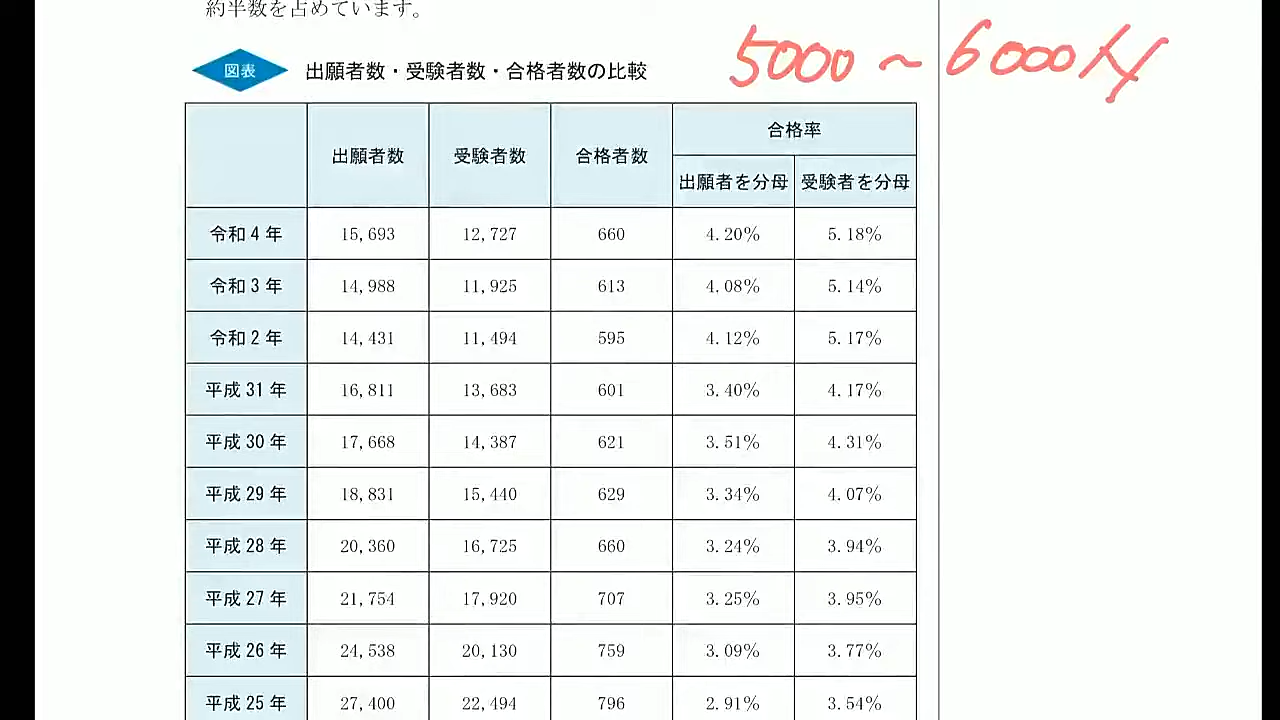 約半数を占めています。
図表 出願者数・受験者数・合格者数の比較 5000～6000人
出願者数 受験者数 合格者数 合格率
出願者を分母 受験者を分母
令和4年 15,693 12,727 660 4.20% 5.18%
令和3年 14,988 11,925 613 4.08% 5.14%
令和2年 14,431 11,494 595 4.12% 5.17%
平成31年 16,811 13,683 601 3.40% 4.17%
平成30年 17,668 14,387 621 3.51% 4.31%
平成29年 18,831 15,440 629 3.34% 4.07%
平成28年 20,360 16,725 660 3.24% 3.94%
平成27年 21,754 17,920 707 3.25% 3.95%
平成26年 24,538 20,130 759 3.09% 3.77%
平成25年 27,400 22,494 796 2.91% 3.54%